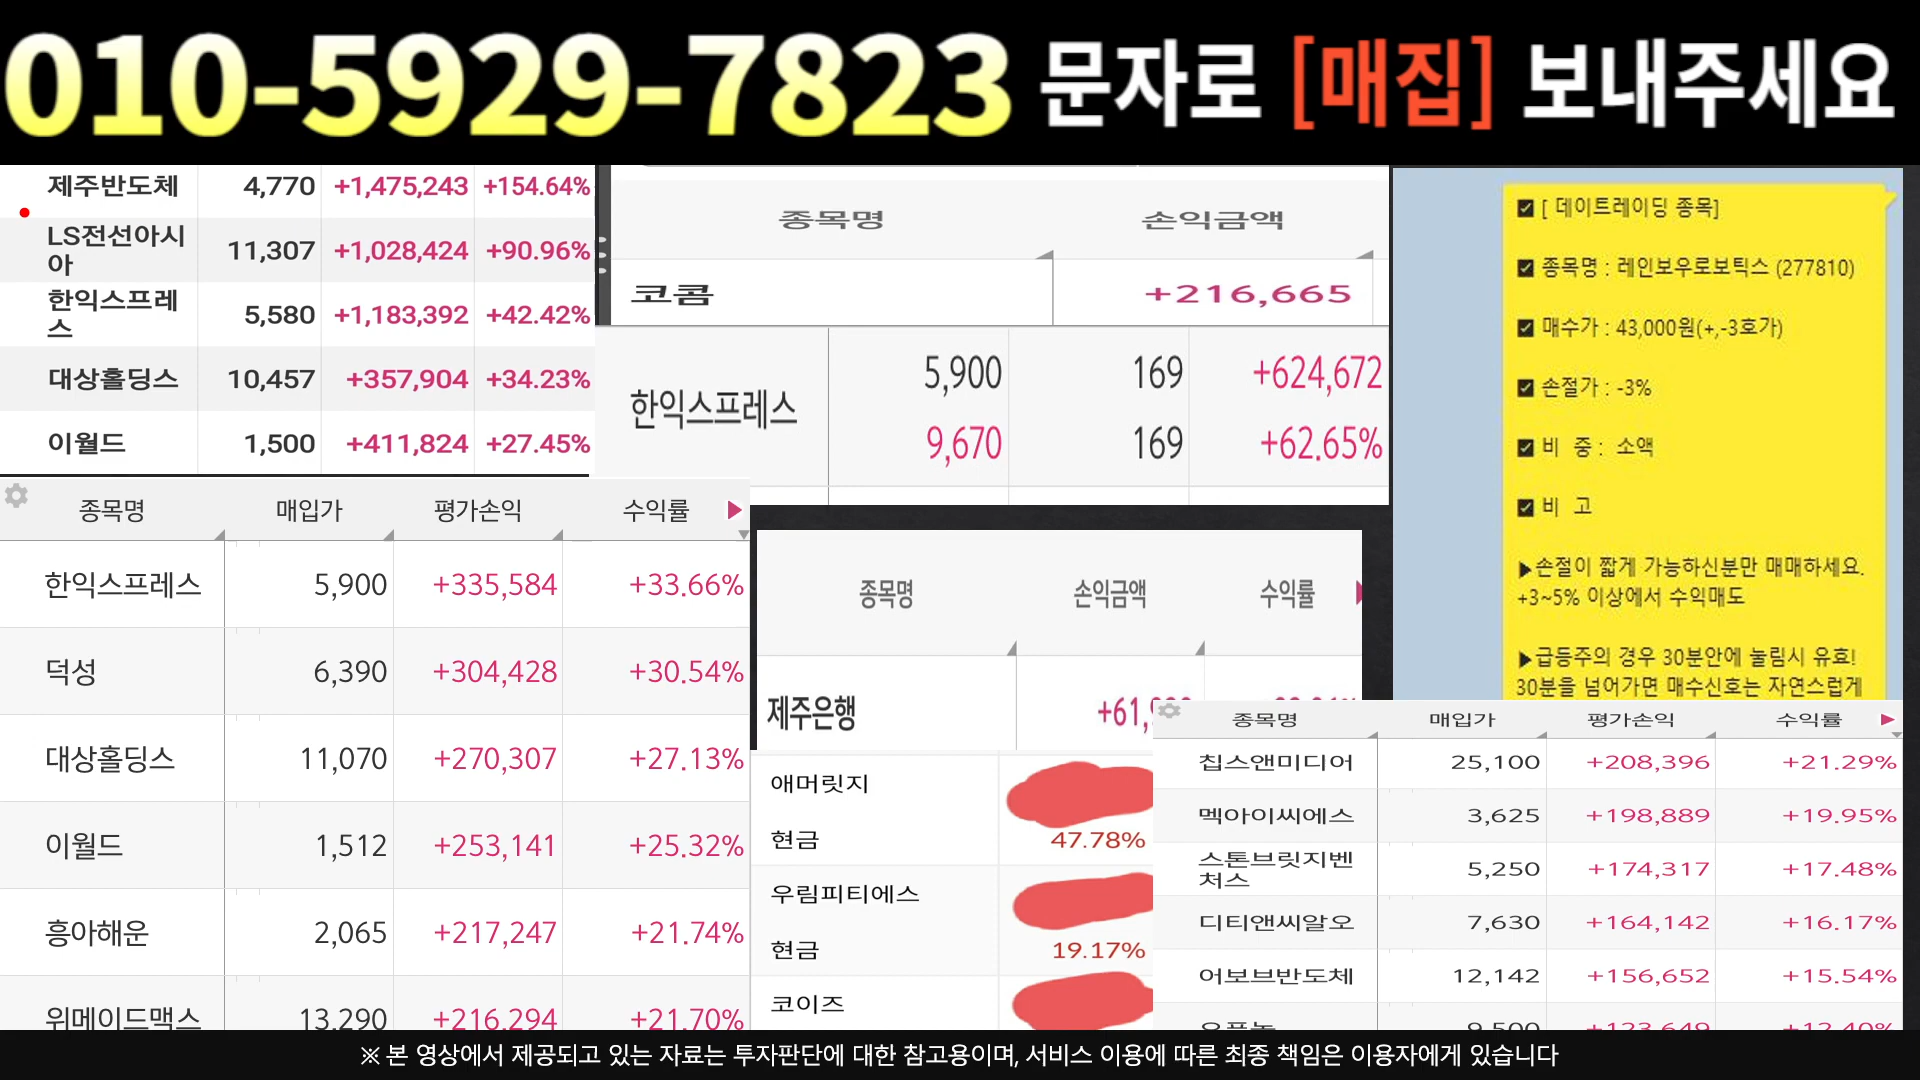 010-5929-7823 문자로 [매집] 보내주세요
제주반도체 4,770 +1,475,243 +154.64%
LS전선아시아 11,307 +1,028,424 +90.96%
한익스프레스 5,580 +1,183,392 +42.42%
대상홀딩스 10,457 +357,904 +34.23%
이월드 1,500 +411,824 +27.45%
종목명 손익금액
코콤 +216,665
한익스프레스 5,900 169 +624,672
9,670 169 +62.65%
☑ [ 데이트레이딩 종목]
☑ 종목명 : 레인보우로보틱스 (277810)
☑ 매수가 : 43,000원(+,-3호가)
☑ 손절가 : -3%
☑ 비 중 : 소액
☑ 비 고
▶손절이 짧게 가능하신분만 매매하세요.
+3~5% 이상에서 수익매도
▶급등주의 경우 30분안에 눌림시 유효!
30분을 넘어가면 매수신호는 자연스럽게
종목명 매입가 평가손익 수익률
한익스프레스 5,900 +335,584 +33.66%
덕성 6,390 +304,428 +30.54%
대상홀딩스 11,070 +270,307 +27.13%
이월드 1,512 +253,141 +25.32%
흥아해운 2,065 +217,247 +21.74%
위메이드맥스 13,290 +216,294 +21.70%
종목명 손익금액 수익률
제주은행 +61,
애머릿지
현금 47.78%
우림피티에스
현금 19.17%
코이즈
종목명 매입가 평가손익 수익률
칩스앤미디어 25,100 +208,396 +21.29%
멕아이씨에스 3,625 +198,889 +19.95%
스톤브릿지벤처스 5,250 +174,317 +17.48%
디티앤씨알오 7,630 +164,142 +16.17%
어보브반도체 12,142 +156,652 +15.54%
※ 본 영상에서 제공되고 있는 자료는 투자판단에 대한 참고용이며, 서비스 이용에 따른 최종 책임은 이용자에게 있습니다